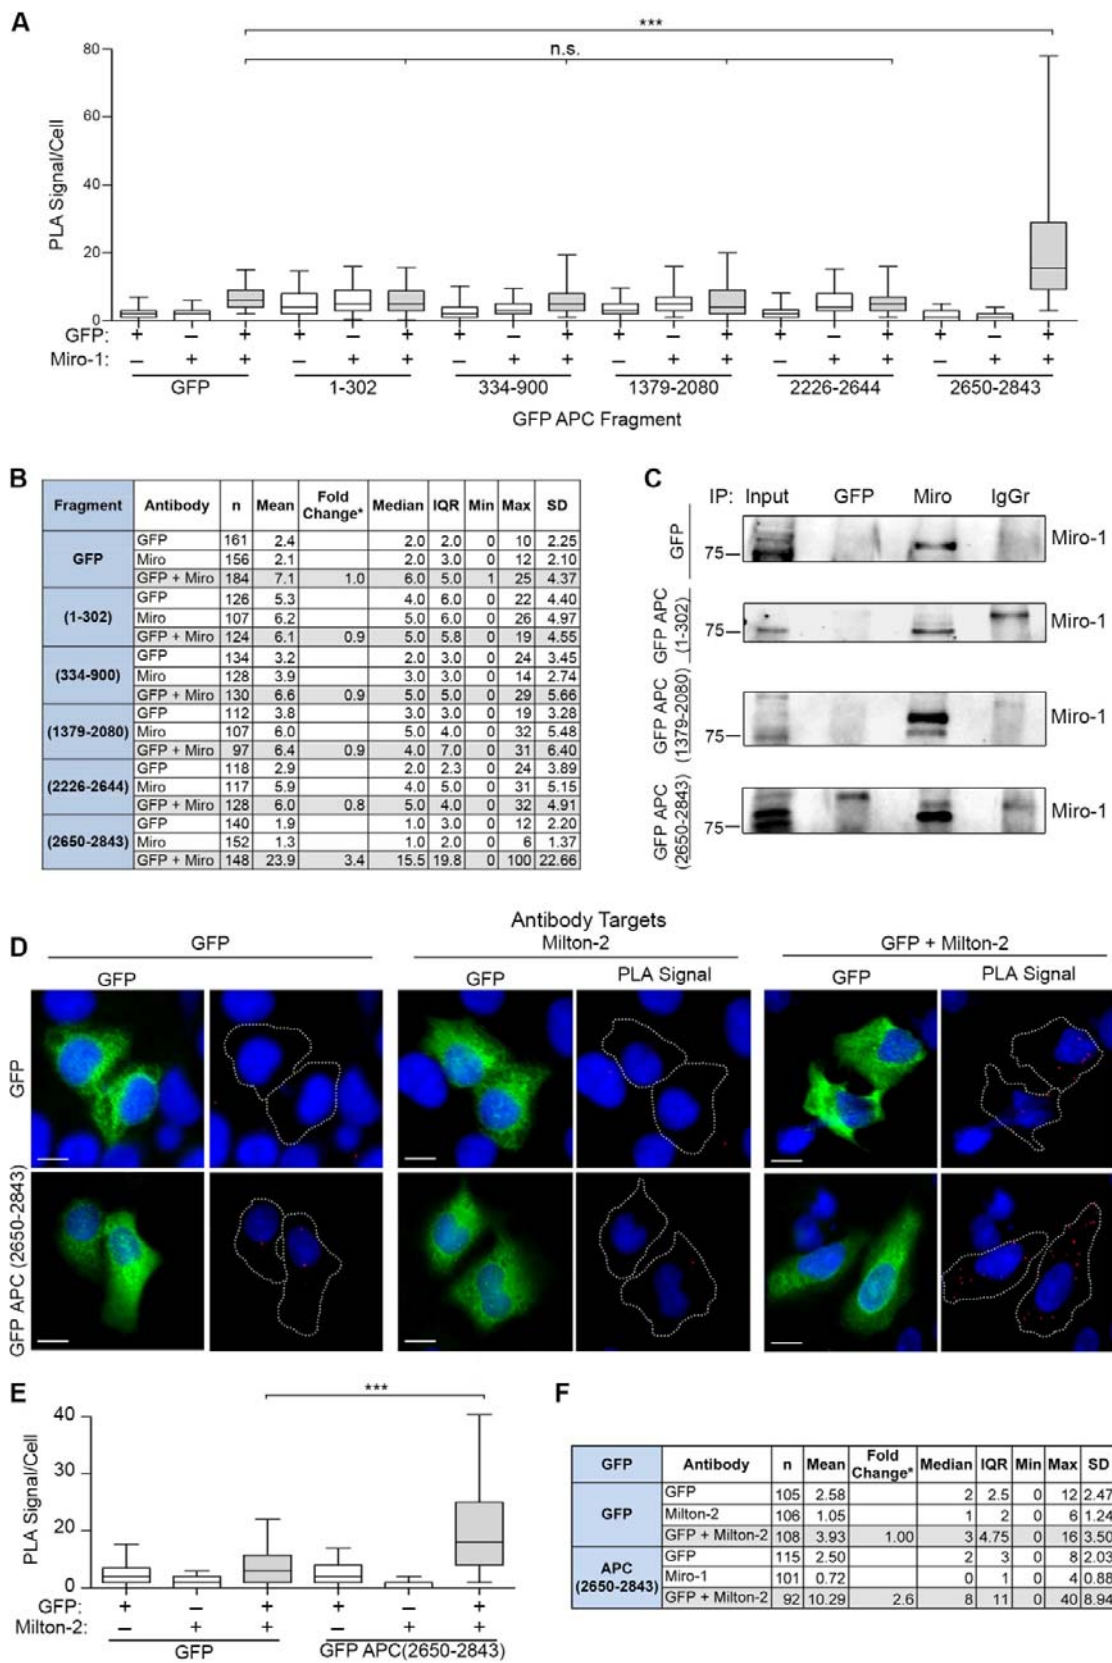 A
***
n.s.
80
60
40
20
0
PLA Signal/Cell
GFP: + − + + − + + − + + − + + − + + − +
Miro-1: − + + − + + − + + − + + − + + − + +
GFP 1-302 334-900 1379-2080 2226-2644 2650-2843
GFP APC Fragment
B
Fragment Antibody n Mean Fold Change* Median IQR Min Max SD
GFP
GFP 161 2.4 2.0 2.0 0 10 2.25
Miro 156 2.1 2.0 3.0 0 12 2.10
GFP + Miro 184 7.1 1.0 6.0 5.0 1 25 4.37
(1-302)
GFP 126 5.3 4.0 6.0 0 22 4.40
Miro 107 6.2 5.0 6.0 0 26 4.97
GFP + Miro 124 6.1 0.9 5.0 5.8 0 19 4.55
(334-900)
GFP 134 3.2 2.0 3.0 0 24 3.45
Miro 128 3.9 3.0 3.0 0 14 2.74
GFP + Miro 130 6.6 0.9 5.0 5.0 0 29 5.66
(1379-2080)
GFP 112 3.8 3.0 3.0 0 19 3.28
Miro 107 6.0 5.0 4.0 0 32 5.48
GFP + Miro 97 6.4 0.9 4.0 7.0 0 31 6.40
(2226-2644)
GFP 118 2.9 2.0 2.3 0 24 3.89
Miro 117 5.9 4.0 5.0 0 31 5.15
GFP + Miro 128 6.0 0.8 5.0 4.0 0 32 4.91
(2650-2843)
GFP 140 1.9 1.0 3.0 0 12 2.20
Miro 152 1.3 1.0 2.0 0 6 1.37
GFP + Miro 148 23.9 3.4 15.5 19.8 0 100 22.66
C
IP: Input GFP Miro IgGr
GFP
75
Miro-1
GFP APC
(1-302)
75
Miro-1
GFP APC
(1379-2080)
75
Miro-1
GFP APC
(2650-2843)
75
Miro-1
D
Antibody Targets
GFP Milton-2 GFP + Milton-2
GFP GFP PLA Signal GFP PLA Signal
GFP
GFP APC (2650-2843)
E
***
40
30
20
20
0
PLA Signal/Cell
GFP: + − + + − +
Milton-2: − + + − + +
GFP GFP APC(2650-2843)
F
GFP Antibody n Mean Fold Change* Median IQR Min Max SD
GFP
GFP 105 2.58 2 2.5 0 12 2.47
Milton-2 106 1.05 1 2 0 6 1.24
GFP + Milton-2 108 3.93 1.00 3 4.75 0 16 3.50
APC
(2650-2843)
GFP 115 2.50 2 3 0 8 2.03
Miro-1 101 0.72 0 1 0 4 0.88
GFP + Milton-2 92 10.29 2.6 8 11 0 40 8.94